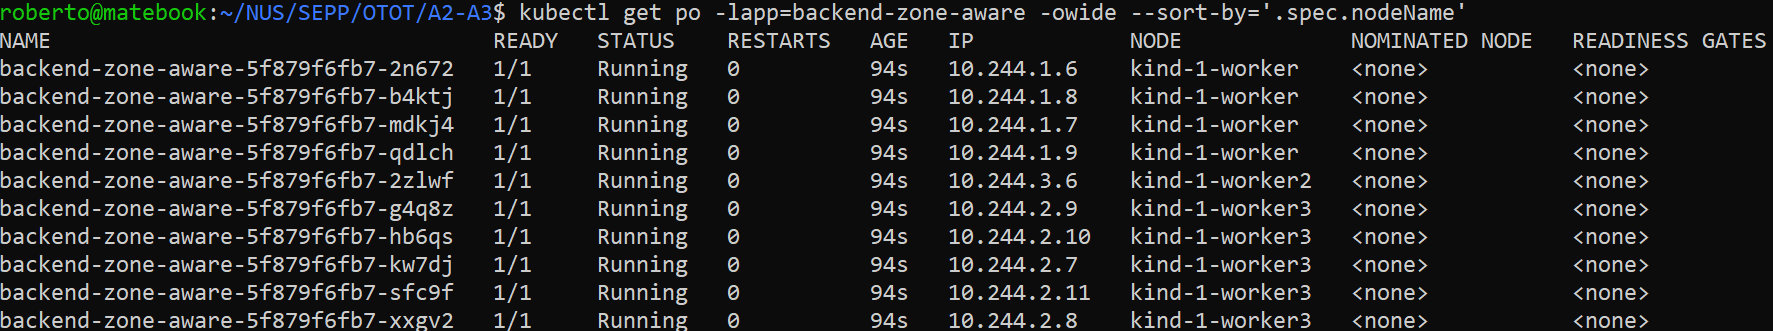 roberto@matebook:~/NUS/SEPP/OTOT/A2-A3$ kubectl get po -lapp=backend-zone-aware -owide --sort-by='.spec.nodeName'
NAME READY STATUS RESTARTS AGE IP NODE NOMINATED NODE READINESS GATES
backend-zone-aware-5f879f6fb7-2n672 1/1 Running 0 94s 10.244.1.6 kind-1-worker <none> <none>
backend-zone-aware-5f879f6fb7-b4ktj 1/1 Running 0 94s 10.244.1.8 kind-1-worker <none> <none>
backend-zone-aware-5f879f6fb7-mdkj4 1/1 Running 0 94s 10.244.1.7 kind-1-worker <none> <none>
backend-zone-aware-5f879f6fb7-qdlch 1/1 Running 0 94s 10.244.1.9 kind-1-worker <none> <none>
backend-zone-aware-5f879f6fb7-2zlwf 1/1 Running 0 94s 10.244.3.6 kind-1-worker2 <none> <none>
backend-zone-aware-5f879f6fb7-g4q8z 1/1 Running 0 94s 10.244.2.9 kind-1-worker3 <none> <none>
backend-zone-aware-5f879f6fb7-hb6qs 1/1 Running 0 94s 10.244.2.10 kind-1-worker3 <none> <none>
backend-zone-aware-5f879f6fb7-kw7dj 1/1 Running 0 94s 10.244.2.7 kind-1-worker3 <none> <none>
backend-zone-aware-5f879f6fb7-sfc9f 1/1 Running 0 94s 10.244.2.11 kind-1-worker3 <none> <none>
backend-zone-aware-5f879f6fb7-xxgv2 1/1 Running 0 94s 10.244.2.8 kind-1-worker3 <none> <none>